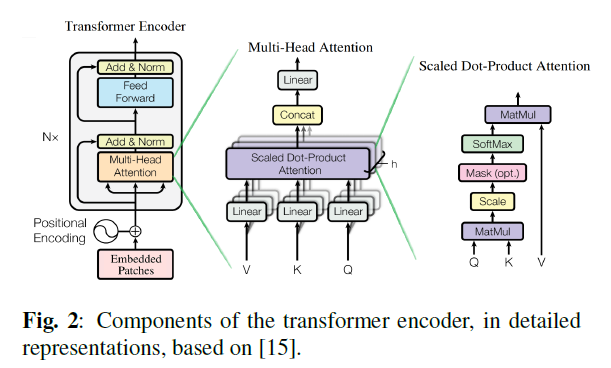 Transformer Encoder
Add & Norm
Feed
Forward
N×
Add & Norm
Multi-Head
Attention
Positional
Encoding
Embedded
Patches
Multi-Head Attention
Linear
Concat
Scaled Dot-Product
Attention
h
Linear
Linear
Linear
V
K
Q
Scaled Dot-Product Attention
MatMul
SoftMax
Mask (opt.)
Scale
MatMul
Q
K
V
Fig. 2: Components of the transformer encoder, in detailed
representations, based on [15].